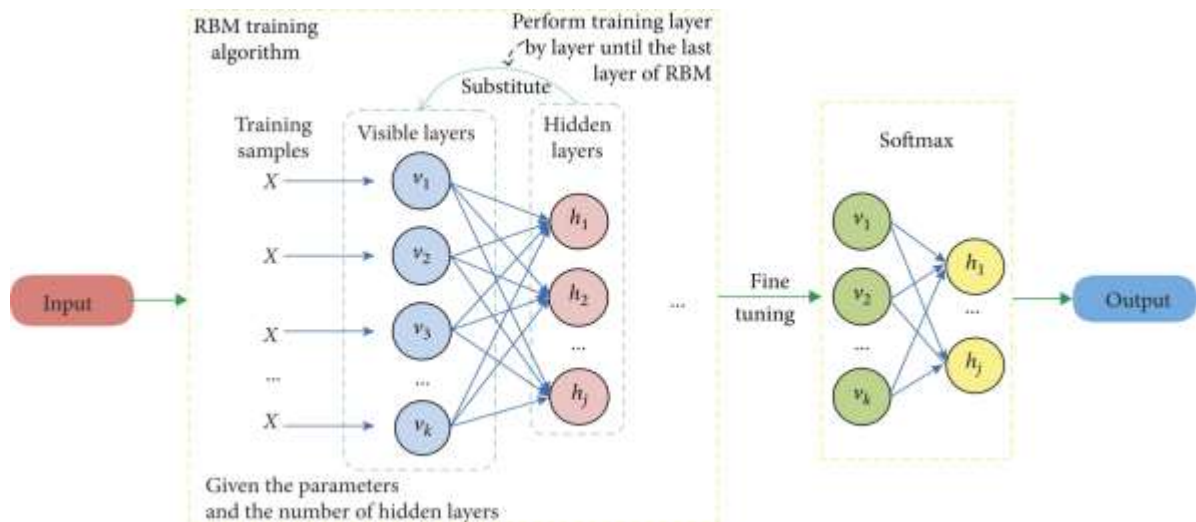 RBM training
algorithm
Perform training layer
by layer until the last
layer of RBM
Substitute
Training
samples
Visible layers
Hidden
layers
X
X
X
...
X
v1
v2
v3
...
vk
h1
h2
...
hj
...
Given the parameters
and the number of hidden layers
Input
Fine
tuning
Softmax
v1
v2
...
vk
h1
...
hj
Output